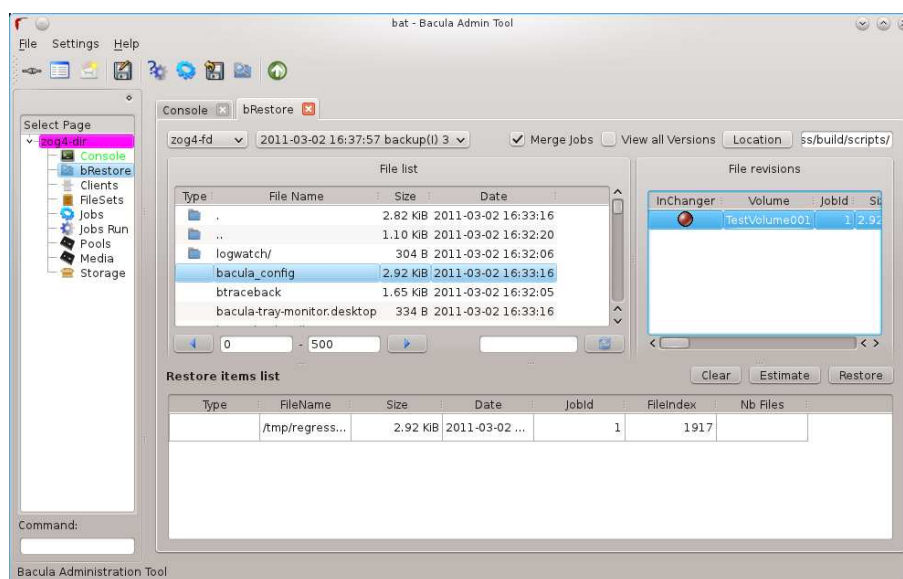 bat - Bacula Admin Tool
File Settings Help
Select Page
zog4-dir
Console
bRestore
Clients
FileSets
Jobs
Jobs Run
Pools
Media
Storage
Command:
Console bRestore
zog4-fd 2011-03-02 16:37:57 backup(I) 3 Merge Jobs View all Versions Location ss/build/scripts/
File list
Type File Name Size Date
. 2.82 KiB 2011-03-02 16:33:16
.. 1.10 KiB 2011-03-02 16:32:20
logwatch/ 304 B 2011-03-02 16:32:06
bacula_config 2.92 KiB 2011-03-02 16:33:16
btraceback 1.65 KiB 2011-03-02 16:32:05
bacula-tray-monitor.desktop 334 B 2011-03-02 16:33:16
0 - 500
File revisions
InChanger Volume JobId Siz
TestVolume001 1 2.92
Restore items list Clear Estimate Restore
Type FileName Size Date JobId FileIndex Nb Files
/tmp/regress... 2.92 KiB 2011-03-02 ... 1 1917
Bacula Administration Tool